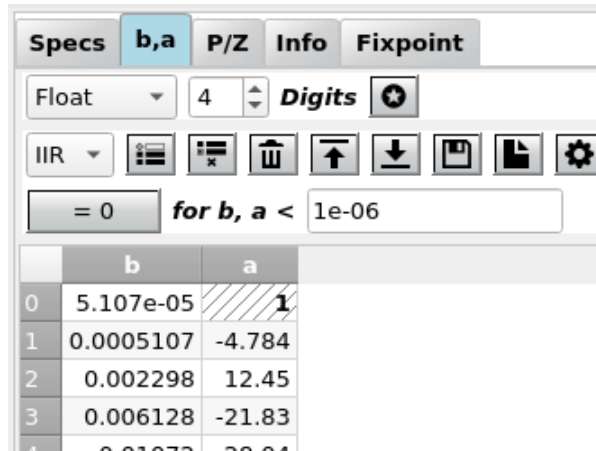 Specs b,a P/Z Info Fixpoint
Float 4 Digits
IIR
= 0 for b, a < 1e-06
b a
0 5.107e-05 1
1 0.0005107 -4.784
2 0.002298 12.45
3 0.006128 -21.83